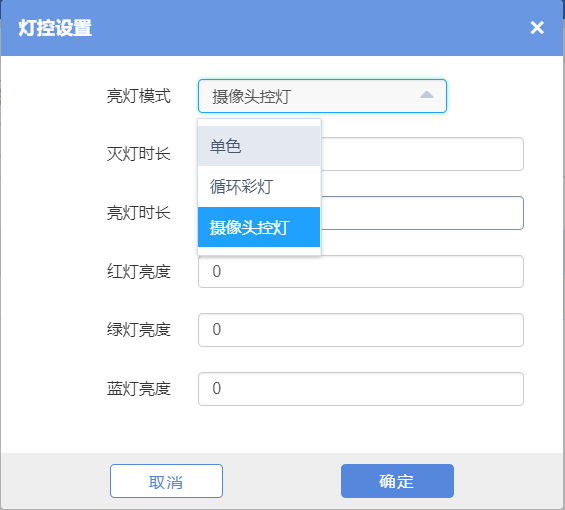 灯控设置
亮灯模式 摄像头控灯
单色
灭灯时长
循环彩灯
亮灯时长
摄像头控灯
红灯亮度 0
绿灯亮度 0
蓝灯亮度 0
取消 确定